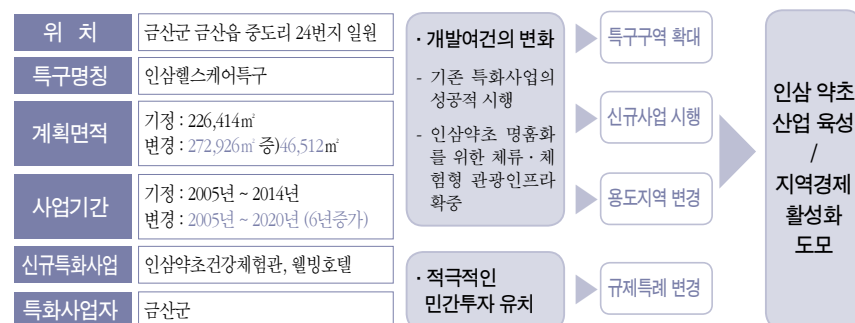 위 치
금산군 금산읍 중도리 24번지 일원
특구명칭
인삼헬스케어특구
계획면적
기정 : 226,414㎡
변경 : 272,926㎡ 증)46,512㎡
사업기간
기정 : 2005년 ~ 2014년
변경 : 2005년 ~ 2020년 (6년증가)
신규특화사업
인삼약초건강체험관, 웰빙호텔
특화사업자
금산군
· 개발여건의 변화
- 기존 특화사업의
성공적 시행
- 인삼약초 명홈화
를 위한 체류 · 체
험형 관광인프라
확중
· 적극적인
민간투자 유치
특구구역 확대
신규사업 시행
용도지역 변경
규제특례 변경
인삼 약초
산업 육성
/
지역경제
활성화
도모